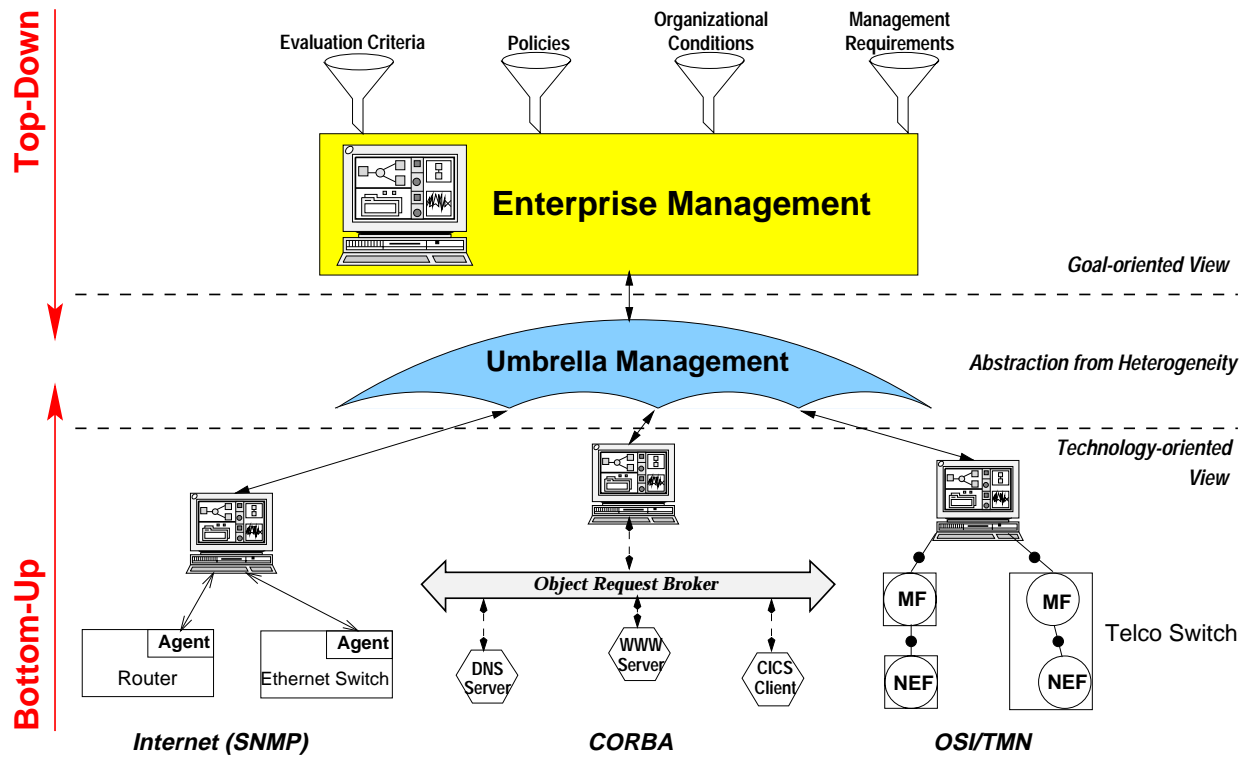 Top-Down
Evaluation Criteria
Policies
Organizational
Conditions
Management
Requirements
Enterprise Management
Goal-oriented View
Umbrella Management
Abstraction from Heterogeneity
Technology-oriented
View
Bottom-Up
Object Request Broker
Agent
Router
Agent
Ethernet Switch
DNS
Server
WWW
Server
CICS
Client
MF
NEF
MF
NEF
Telco Switch
Internet (SNMP)
CORBA
OSI/TMN